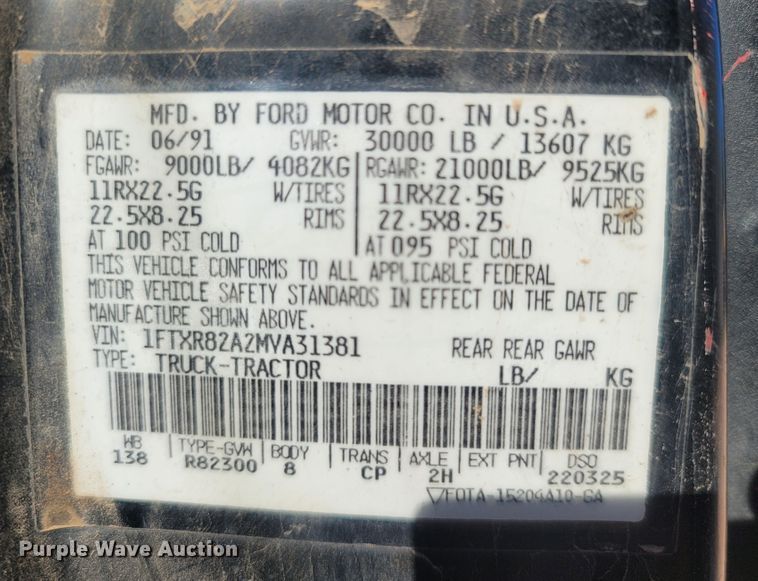 MFD. BY FORD MOTOR CO. IN U.S.A.
DATE: 06/91 GVWR: 30000 LB / 13607 KG
FGAWR: 9000LB/ 4082KG RGAWR: 21000LB/ 9525KG
11RX22.5G W/TIRES 11RX22.5G W/TIRES
22.5X8.25 RIMS 22.5X8.25 RIMS
AT 100 PSI COLD AT 095 PSI COLD
THIS VEHICLE CONFORMS TO ALL APPLICABLE FEDERAL
MOTOR VEHICLE SAFETY STANDARDS IN EFFECT ON THE DATE OF
MANUFACTURE SHOWN ABOVE.
VIN: 1FTXR82A2MVA31381 REAR REAR GAWR
TYPE: TRUCK-TRACTOR LB/ KG
WB TYPE-GVW BODY TRANS AXLE EXT PNT DSO
138 R82300 8 CP 2H 220325
Purple Wave Auction